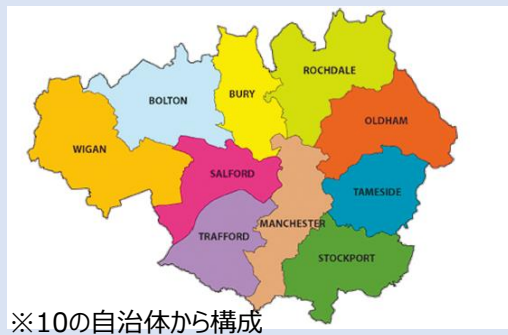 ROCHDALE
BURY
BOLTON
OLDHAM
WIGAN
SALFORD
TAMESIDE
MANCHESTER
TRAFFORD
STOCKPORT
※10の自治体から構成